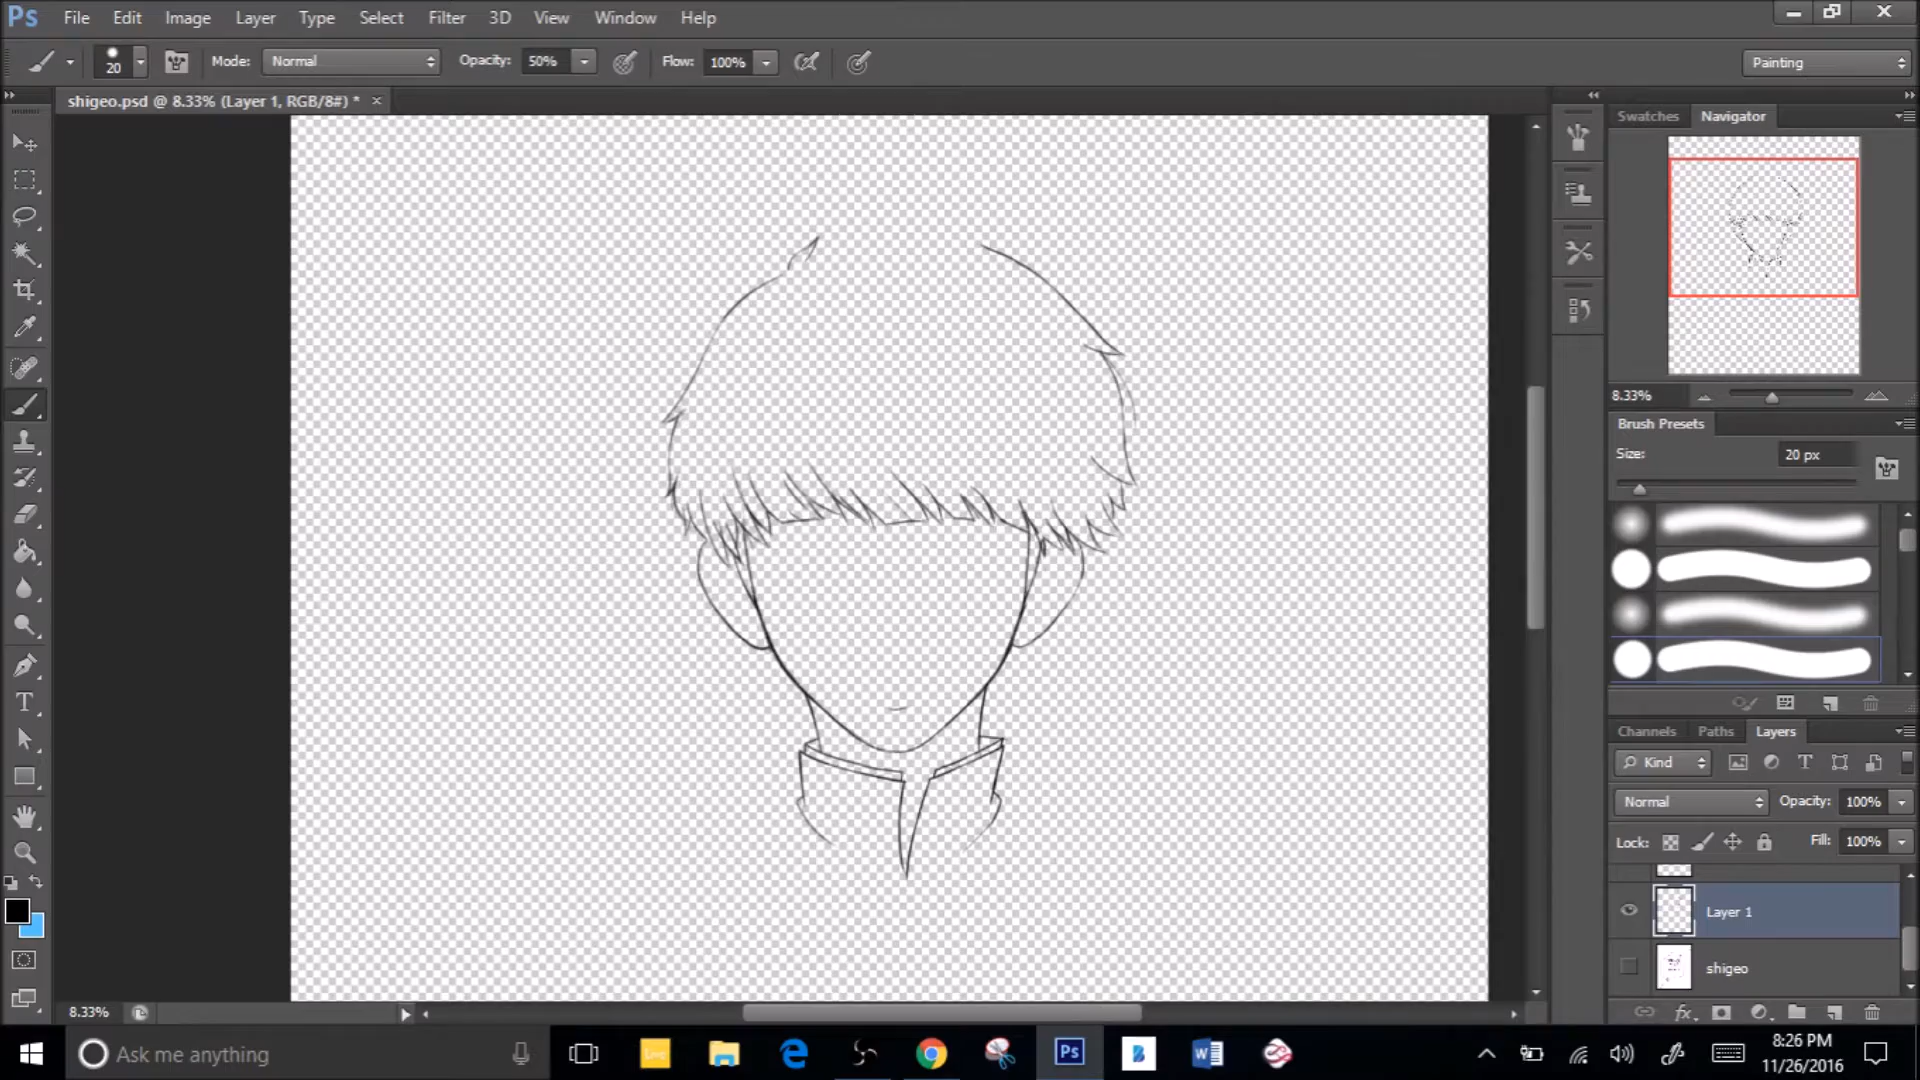 Ps File Edit Image Layer Type Select Filter 3D View Window Help
20 Mode: Normal Opacity: 50% Flow: 100% Painting
shigeo.psd @ 8.33% (Layer 1, RGB/8#) *
Swatches Navigator
8.33%
Brush Presets
Size: 20 px
Channels Paths Layers
Kind
Normal Opacity: 100%
Lock: Fill: 100%
Layer 1
shigeo
8.33%
Ask me anything
Live
Ps
8:26 PM
11/26/2016